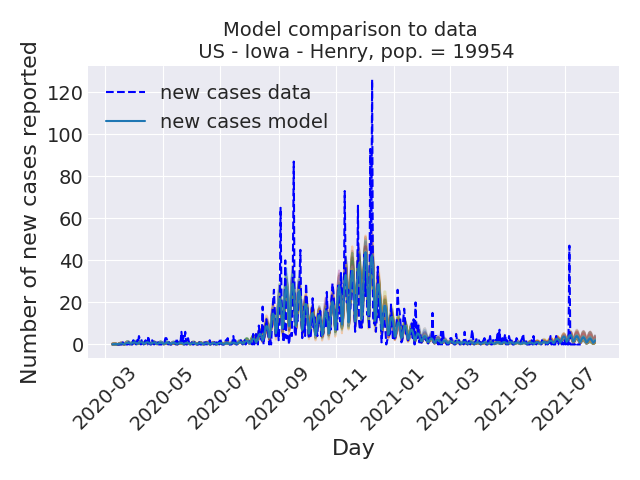 Model comparison to data
US - Iowa - Henry, pop. = 19954
Number of new cases reported
120
100
80
60
40
20
0
new cases data
new cases model
2020-03
2020-05
2020-07
2020-09
2020-11
2021-01
2021-03
2021-05
2021-07
Day